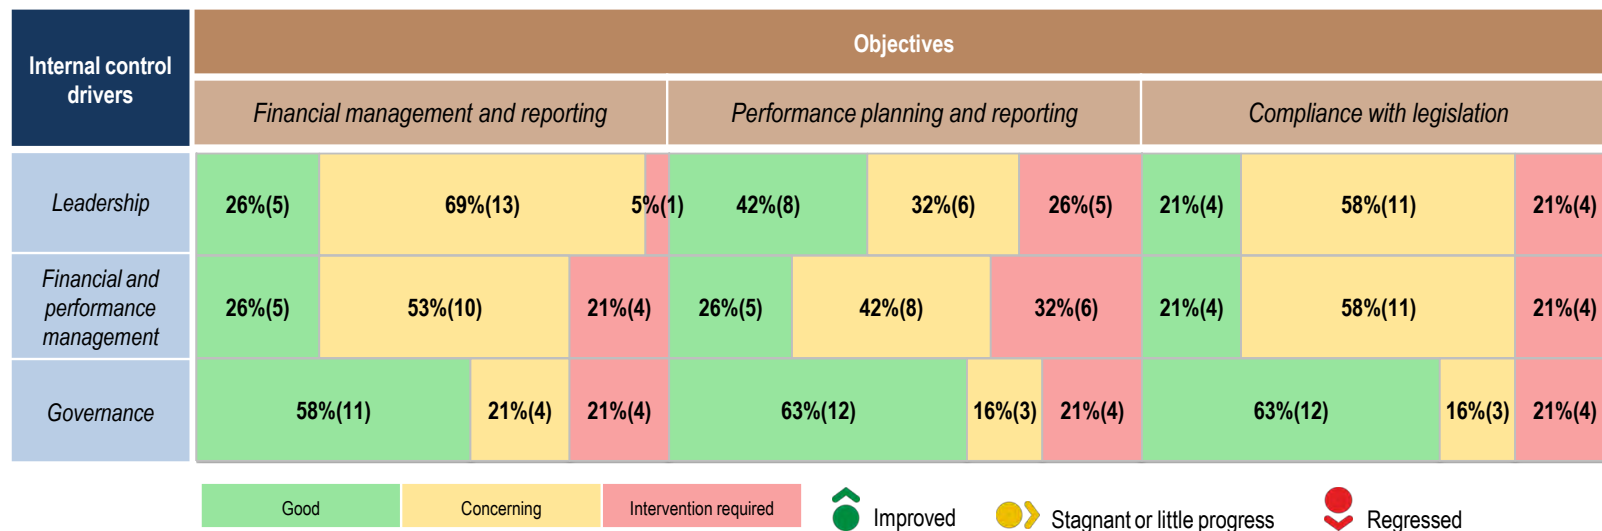 Internal control
drivers
Objectives
Financial management and reporting
Performance planning and reporting
Compliance with legislation
Leadership
26%(5)
69%(13)
5%(1)
42%(8)
32%(6)
26%(5)
21%(4)
58%(11)
21%(4)
Financial and
performance
management
26%(5)
53%(10)
21%(4)
26%(5)
42%(8)
32%(6)
21%(4)
58%(11)
21%(4)
Governance
58%(11)
21%(4)
21%(4)
63%(12)
16%(3)
21%(4)
63%(12)
16%(3)
21%(4)
Good
Concerning
Intervention required
Improved
Stagnant or little progress
Regressed